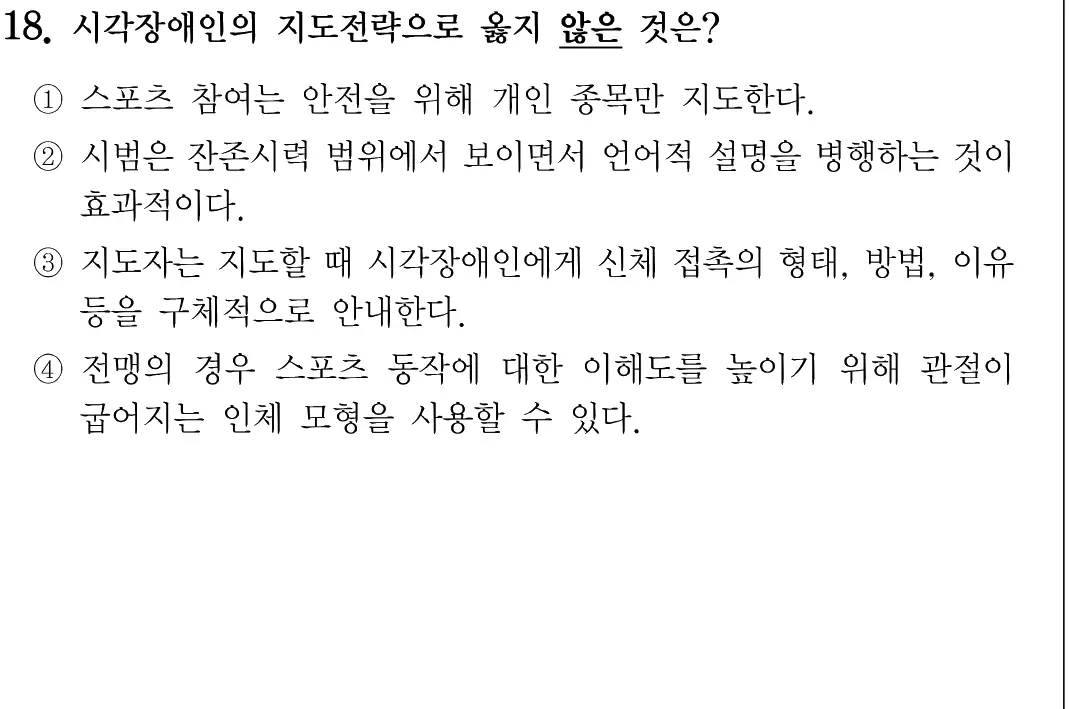 18. 시각장애인의 지도전략으로 옳지 않은 것은?
① 스포츠 참여는 안전을 위해 개인 종목만 지도한다.
② 시범은 잔존시력 범위에서 보이면서 언어적 설명을 병행하는 것이
효과적이다.
③ 지도자는 지도할 때 시각장애인에게 신체 접촉의 형태, 방법, 이유
등을 구체적으로 안내한다.
④ 전맹의 경우 스포츠 동작에 대한 이해도를 높이기 위해 관절이
굽어지는 인체 모형을 사용할 수 있다.